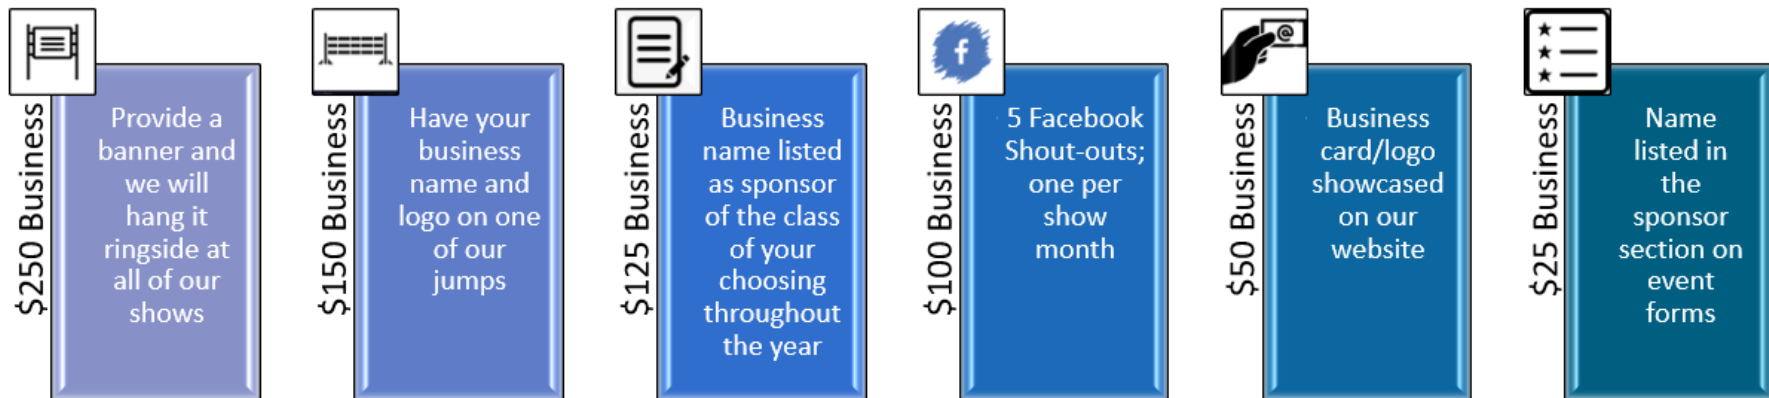 $250 Business
Provide a
banner and
we will
hang it
ringside at
all of our
shows
$150 Business
Have your
business
name and
logo on one
of our
jumps
$125 Business
Business
name listed
as sponsor
of the class
of your
choosing
throughout
the year
f
$100 Business
5 Facebook
Shout-outs;
one per
show
month
@
$50 Business
Business
card/logo
showcased
on our
website
$25 Business
Name
listed in
the
sponsor
section on
event
forms